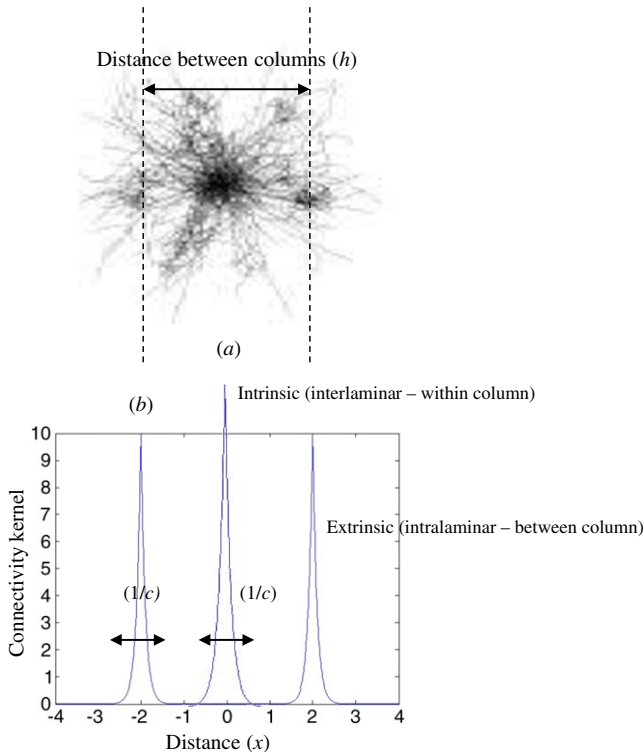 Distance between columns (h)
(a)
Intrinsic (interlaminar – within column)
(b)
10
9
8
7
6
5
4
3
2
1
0
Connectivity kernel
Extrinsic (intralaminar – between column)
(1/c)
(1/c)
-4
-3
-2
-1
0
1
2
3
4
Distance (x)